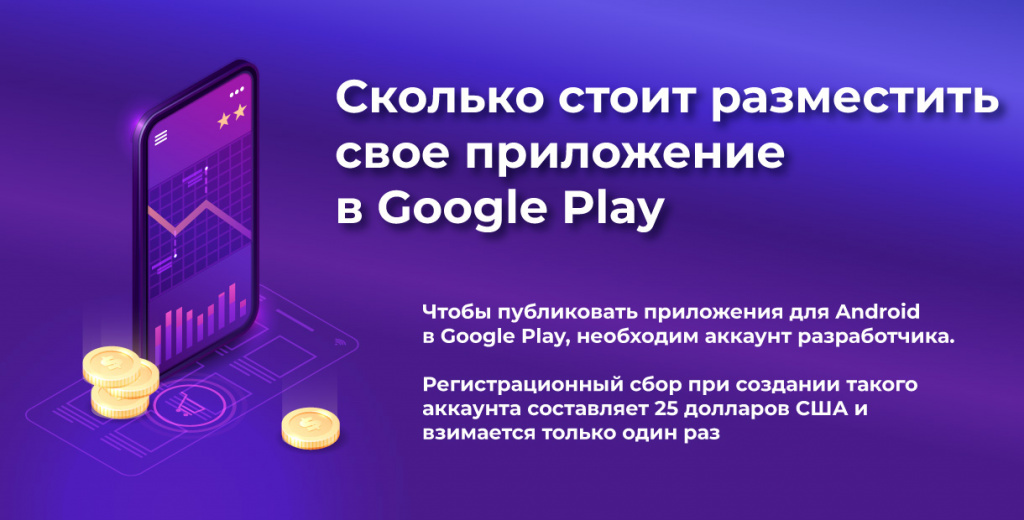 Сколько стоит разместить
свое приложение
в Google Play
Чтобы публиковать приложения для Android
в Google Play, необходим аккаунт разработчика.
Регистрационный сбор при создании такого
аккаунта составляет 25 долларов США и
взимается только один раз